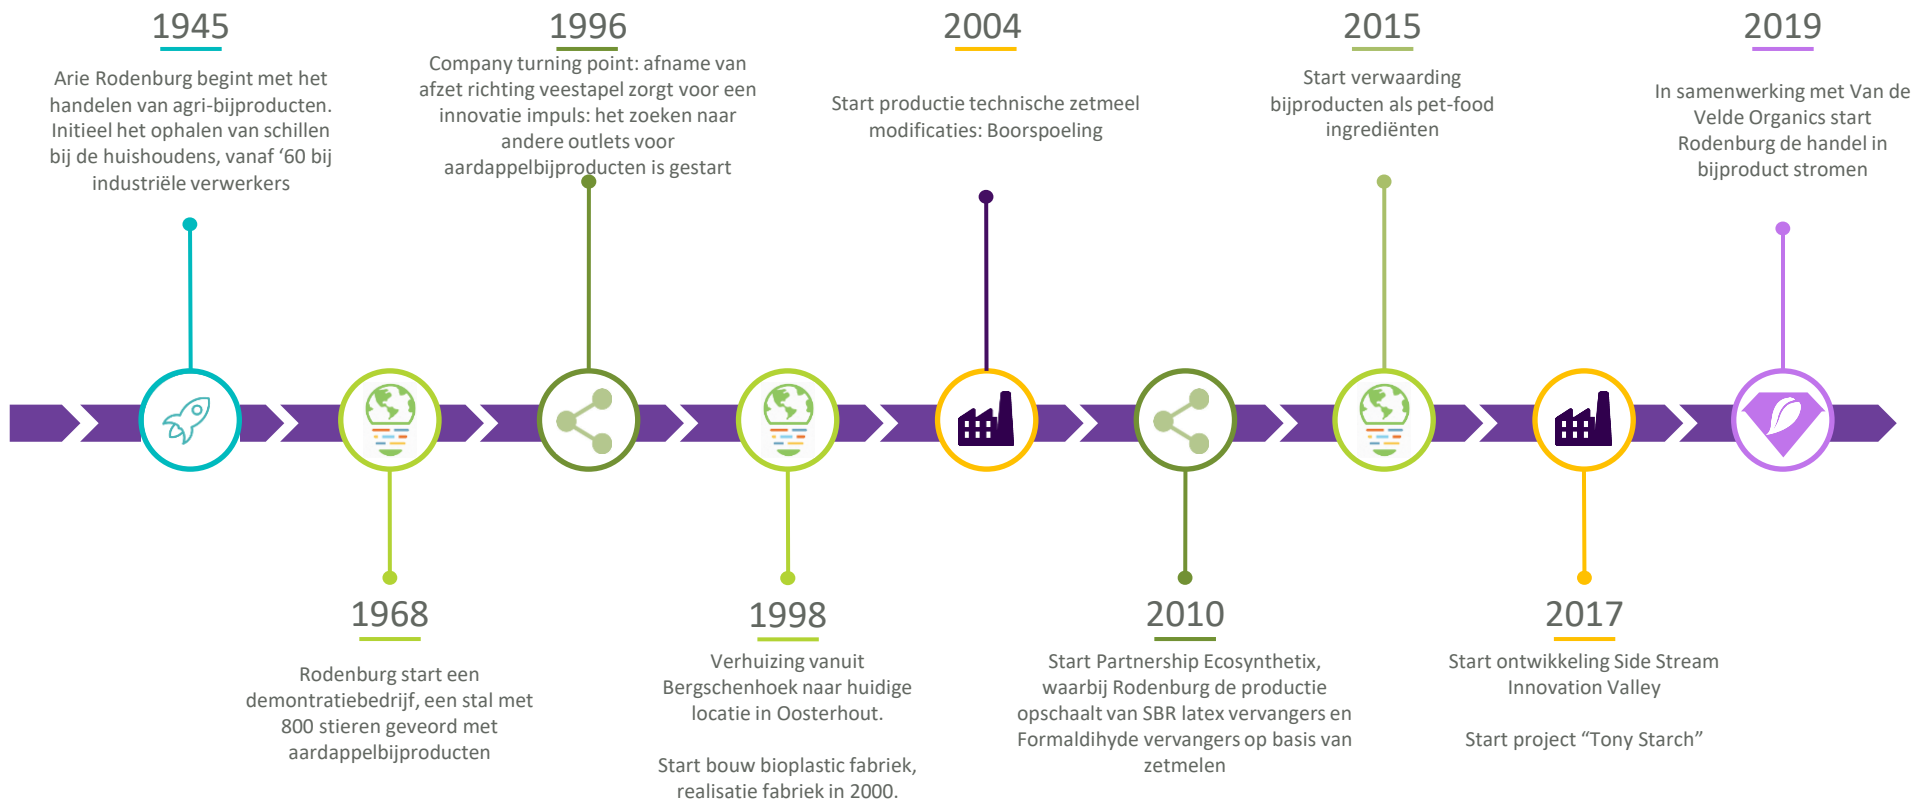 1945
Arie Rodenburg begint met het
handelen van agri-bijproducten.
Initieel het ophalen van schillen
bij de huishoudens, vanaf ‘60 bij
industriële verwerkers
1968
Rodenburg start een
demontratiebedrijf, een stal met
800 stieren geveord met
aardappelbijproducten
1996
Company turning point: afname van
afzet richting veestapel zorgt voor een
innovatie impuls: het zoeken naar
andere outlets voor
aardappelbijproducten is gestart
1998
Verhuizing vanuit
Bergschenhoek naar huidige
locatie in Oosterhout.
Start bouw bioplastic fabriek,
realisatie fabriek in 2000.
2004
Start productie technische zetmeel
modificaties: Boorspoeling
2010
Start Partnership Ecosynthetix,
waarbij Rodenburg de productie
opschaalt van SBR latex vervangers en
Formaldihyde vervangers op basis van
zetmelen
2015
Start verwaarding
bijproducten als pet-food
ingrediënten
2017
Start ontwikkeling Side Stream
Innovation Valley
Start project “Tony Starch”
2019
In samenwerking met Van de
Velde Organics start
Rodenburg de handel in
bijproduct stromen